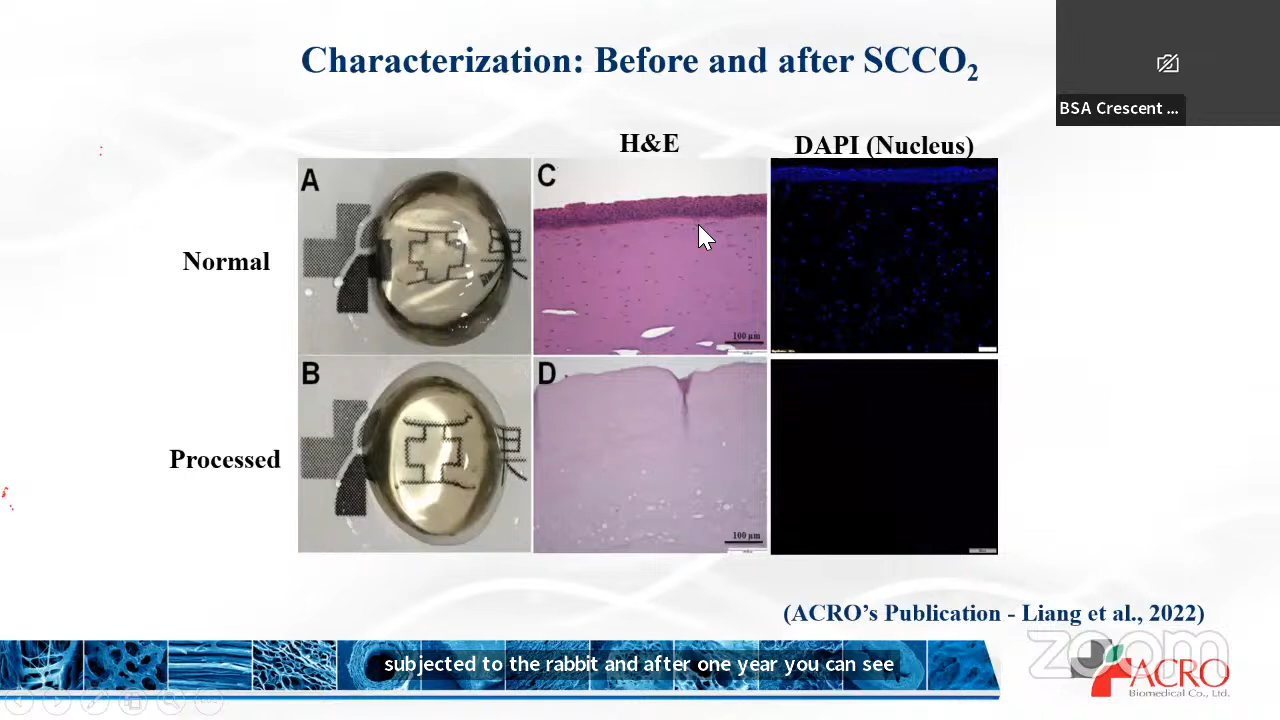 Characterization: Before and after SCCO₂
BSA Crescent ...
H&E
DAPI (Nucleus)
A
C
Normal
100 μm
B
D
Processed
100 μm
(ACRO's Publication - Liang et al., 2022)
zoom
subjected to the rabbit and after one year you can see
ACRO
Biomedical Co., Ltd.